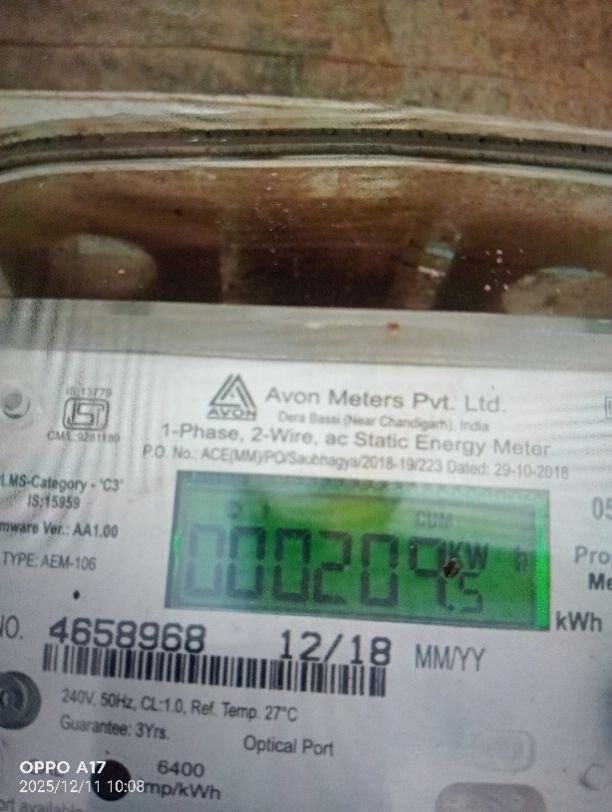 IS:13779
CM/L:9281180
AVON
Avon Meters Pvt. Ltd.
Dera Bassi (Near Chandigarh), India
1-Phase, 2-Wire, ac Static Energy Meter
P.O. No.: ACE(MM)/PO/Saubhagya/2018-19/223 Dated: 29-10-2018
LMS-Category - 'C3'
IS:15959
mware Ver.: AA1.00
TYPE: AEM-106
CUM
KW h
kWh
NO. 4658968 12/18 MM/YY
240V, 50Hz, CL:1.0, Ref. Temp. 27°C
Guarantee: 3Yrs.
Optical Port
6400
mp/kWh
OPPO A17
2025/12/11 10:08